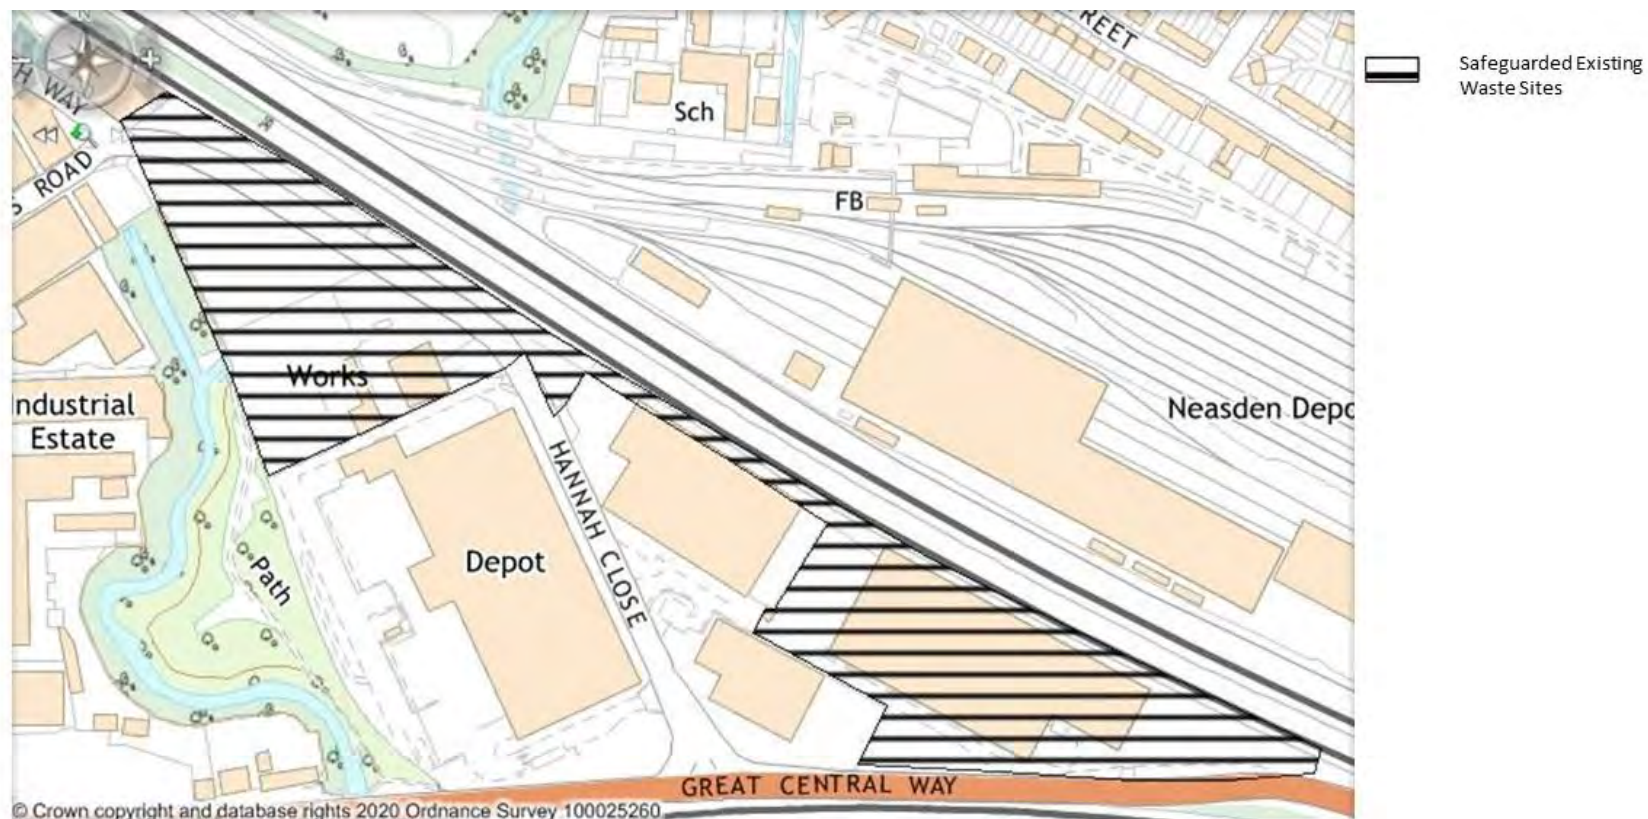 REET
Safeguarded Existing
Waste Sites
H WAY
Sch
S ROAD
FB
Works
ndustrial
Estate
Neasden Depo
HANNAH CLOSE
Depot
Path
GREAT CENTRAL WAY
© Crown copyright and database rights 2020 Ordnance Survey 100025260